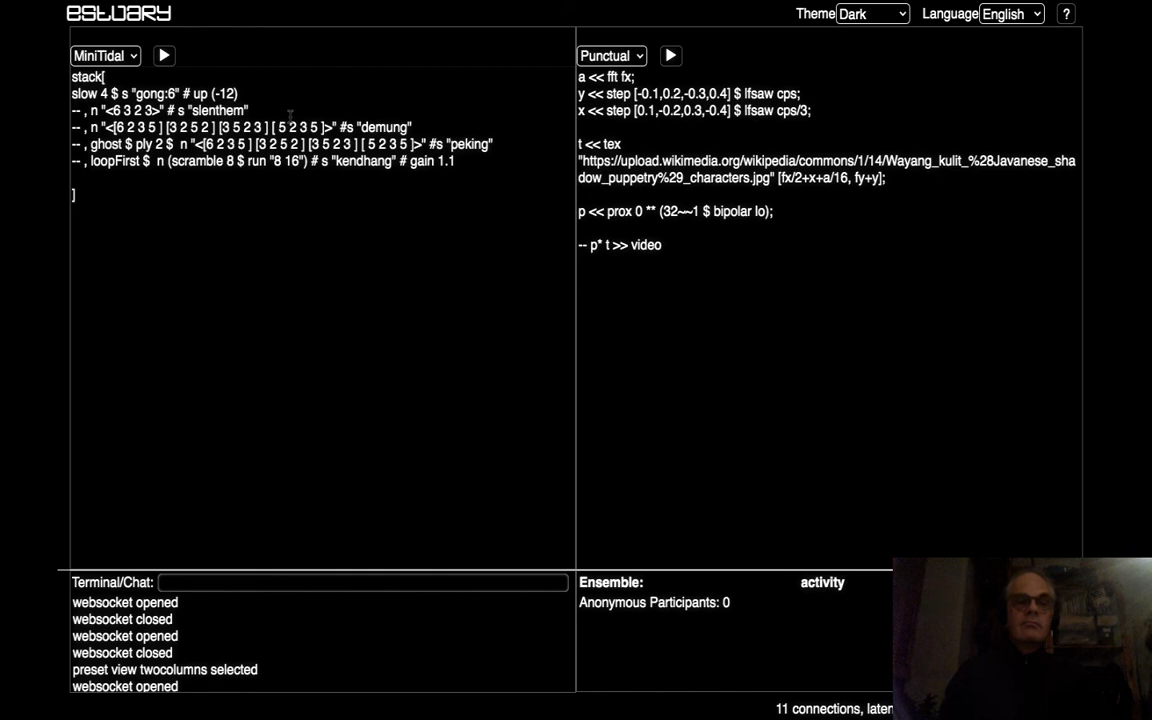 estuary
Theme Dark Language English ?
MiniTidal
stack[
slow 4 $ s "gong:6" # up (-12)
-- , n "<6 3 2 3>" # s "slenthem"
-- , n "<[6 2 3 5 ] [3 2 5 2 ] [3 5 2 3 ] [ 5 2 3 5 ]>" #s "demung"
-- , ghost $ ply 2 $ n "<[6 2 3 5 ] [3 2 5 2 ] [3 5 2 3 ] [ 5 2 3 5 ]>" #s "peking"
-- , loopFirst $ n (scramble 8 $ run "8 16") # s "kendhang" # gain 1.1
]
Punctual
a << fft fx;
y << step [-0.1,0.2,-0.3,0.4] $ lfsaw cps;
x << step [0.1,-0.2,0.3,-0.4] $ lfsaw cps/3;
t << tex
"https://upload.wikimedia.org/wikipedia/commons/1/14/Wayang_kulit_%28Javanese_sha
dow_puppetry%29_characters.jpg" [fx/2+x+a/16, fy+y];
p << prox 0 ** (32~~1 $ bipolar lo);
-- p* t >> video
Terminal/Chat:
websocket opened
websocket closed
websocket opened
websocket closed
preset view twocolumns selected
websocket opened
Ensemble: activity
Anonymous Participants: 0
11 connections,